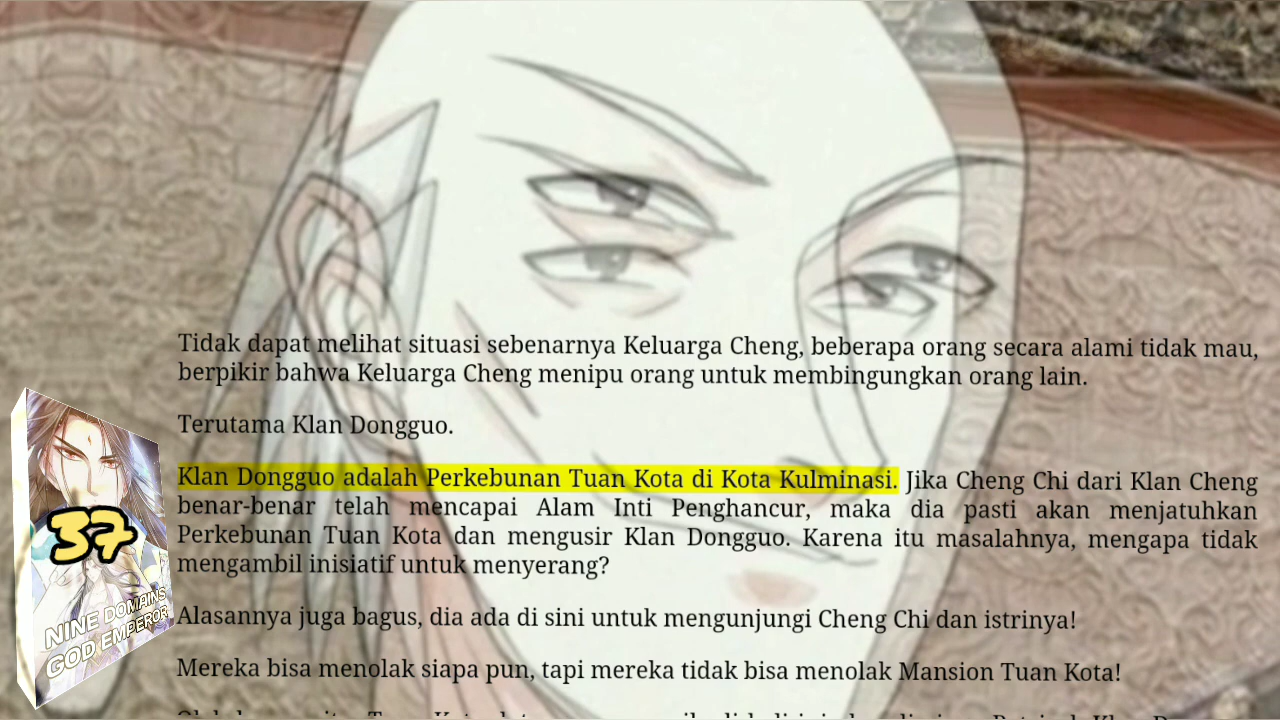 Tidak dapat melihat situasi sebenarnya Keluarga Cheng, beberapa orang secara alami tidak mau,
berpikir bahwa Keluarga Cheng menipu orang untuk membingungkan orang lain.
Terutama Klan Dongguo.
Klan Dongguo adalah Perkebunan Tuan Kota di Kota Kulminasi. Jika Cheng Chi dari Klan Cheng
benar-benar telah mencapai Alam Inti Penghancur, maka dia pasti akan menjatuhkan
Perkebunan Tuan Kota dan mengusir Klan Dongguo. Karena itu masalahnya, mengapa tidak
mengambil inisiatif untuk menyerang?
Alasannya juga bagus, dia ada di sini untuk mengunjungi Cheng Chi dan istrinya!
Mereka bisa menolak siapa pun, tapi mereka tidak bisa menolak Mansion Tuan Kota!
37
NINE DOMAINS
GOD EMPEROR